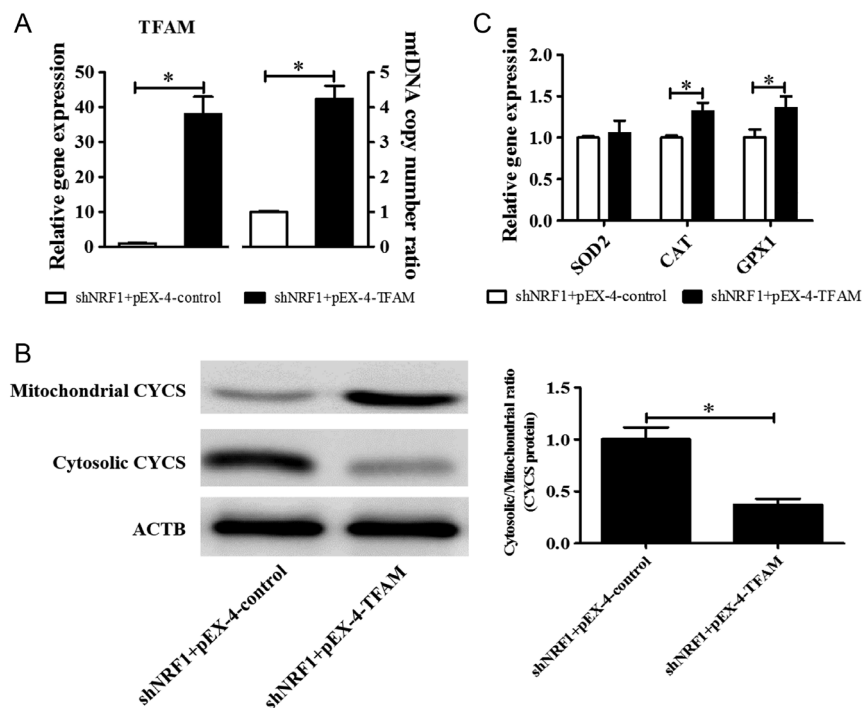 A
TFAM
Relative gene expression
50
40
30
20
10
0
*
*
5
4
3
2
1
0
mtDNA copy number ratio
shNRF1+pEX-4-control
shNRF1+pEX-4-TFAM
C
Relative gene expression
2.0
1.5
1.0
0.5
0.0
*
*
SOD2
CAT
GPX1
shNRF1+pEX-4-control
shNRF1+pEX-4-TFAM
B
Mitochondrial CYCS
Cytosolic CYCS
ACTB
shNRF1+pEX-4-control
shNRF1+pEX-4-TFAM
Cytosolic/Mitochondrial ratio
(CYCS protein)
1.5
1.0
0.5
0.0
*
shNRF1+pEX-4-control
shNRF1+pEX-4-TFAM